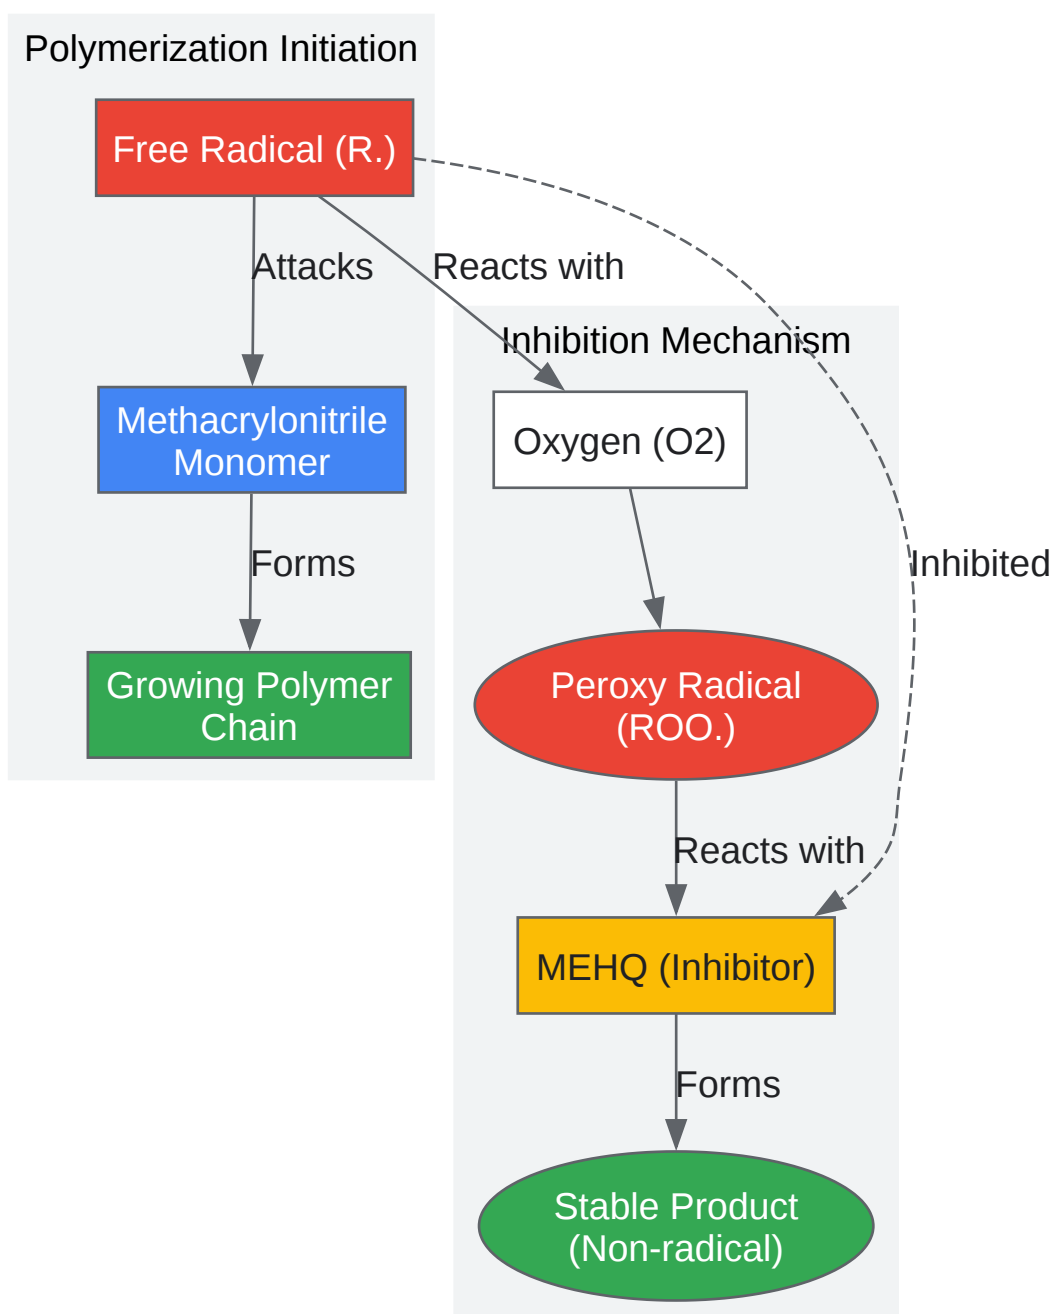 Polymerization Initiation
Free Radical (R.)
Attacks
Reacts with
Inhibition Mechanism
Methacrylonitrile
Monomer
Oxygen (O2)
Forms
Inhibited
Growing Polymer
Chain
Peroxy Radical
(ROO.)
Reacts with
MEHQ (Inhibitor)
Forms
Stable Product
(Non-radical)